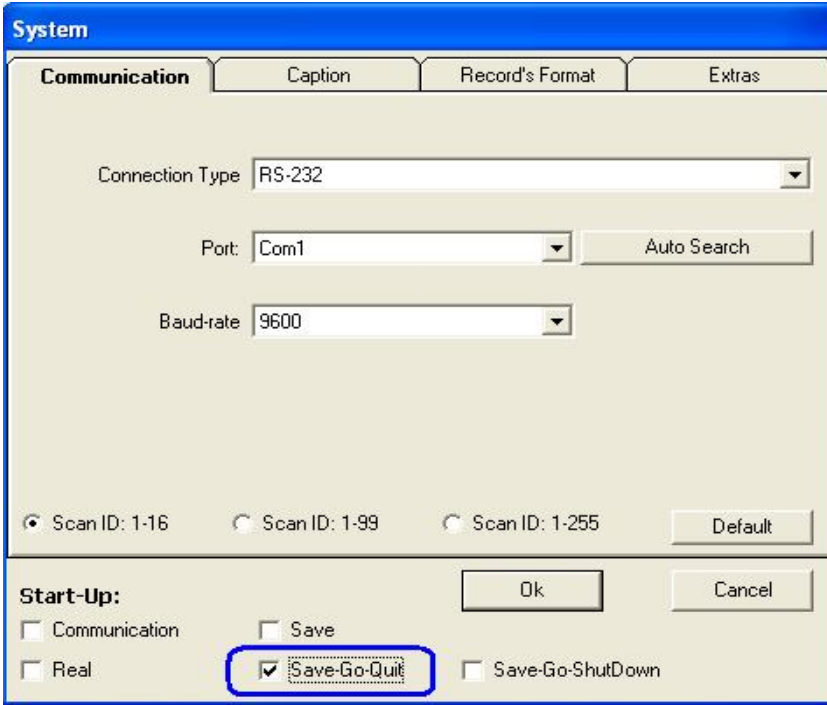 System
Communication Caption Record's Format Extras
Connection Type RS-232
Port: Com1 Auto Search
Baud-rate 9600
Scan ID: 1-16 Scan ID: 1-99 Scan ID: 1-255 Default
Start-Up: Ok Cancel
Communication Save
Real Save-Go-Quit Save-Go-ShutDown